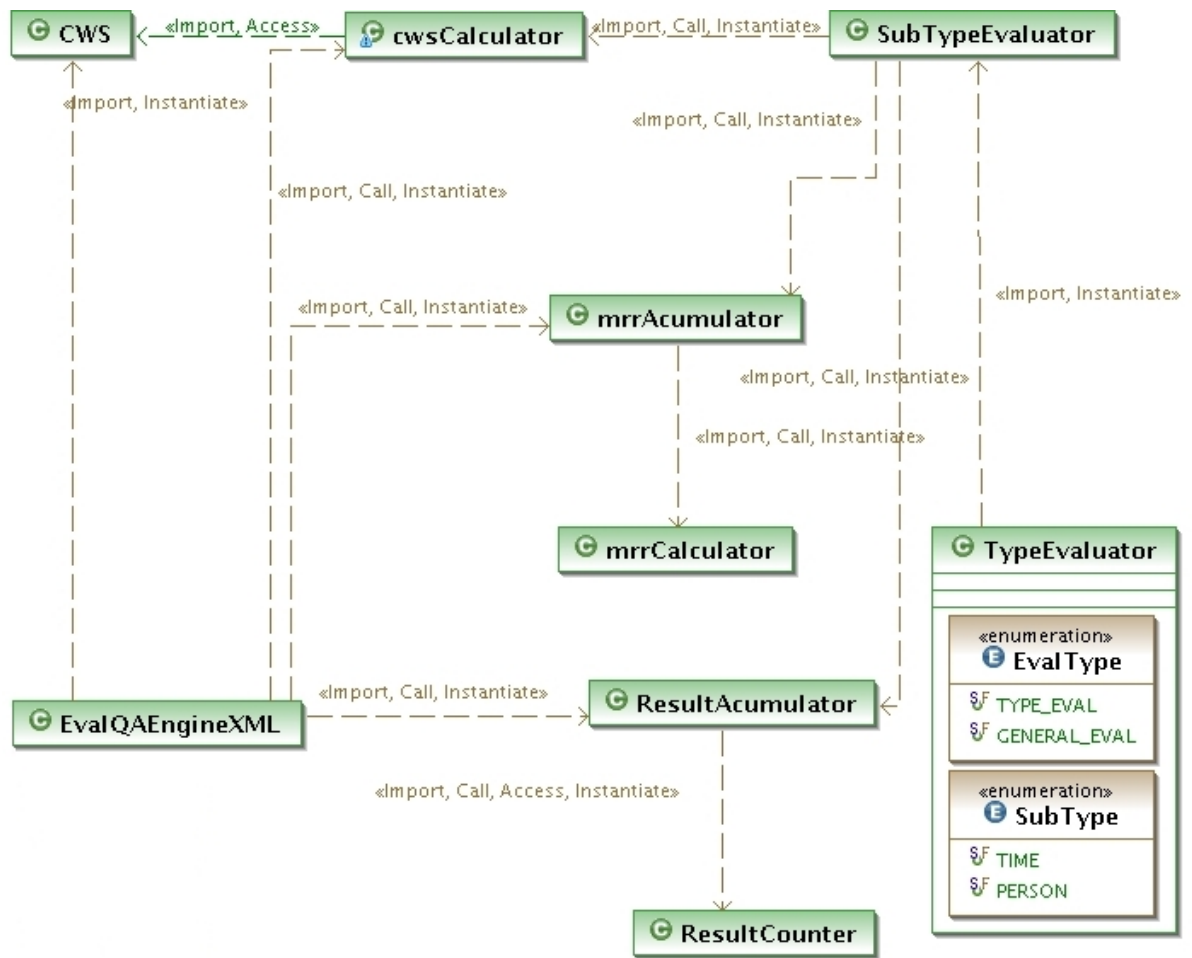 CWS
«Import, Access»
cwsCalculator
«Import, Call, Instantiate»
SubTypeEvaluator
«Import, Instantiate»
«Import, Call, Instantiate»
«Import, Call, Instantiate»
«Import, Instantiate»
«Import, Call, Instantiate»
mrrAcumulator
«Import, Call, Instantiate»
«Import, Call, Instantiate»
mrrCalculator
TypeEvaluator
«enumeration»
EvalType
TYPE_EVAL
GENERAL_EVAL
«enumeration»
SubType
TIME
PERSON
«Import, Call, Instantiate»
EvalQAEngineXML
ResultAcumulator
«Import, Call, Access, Instantiate»
ResultCounter